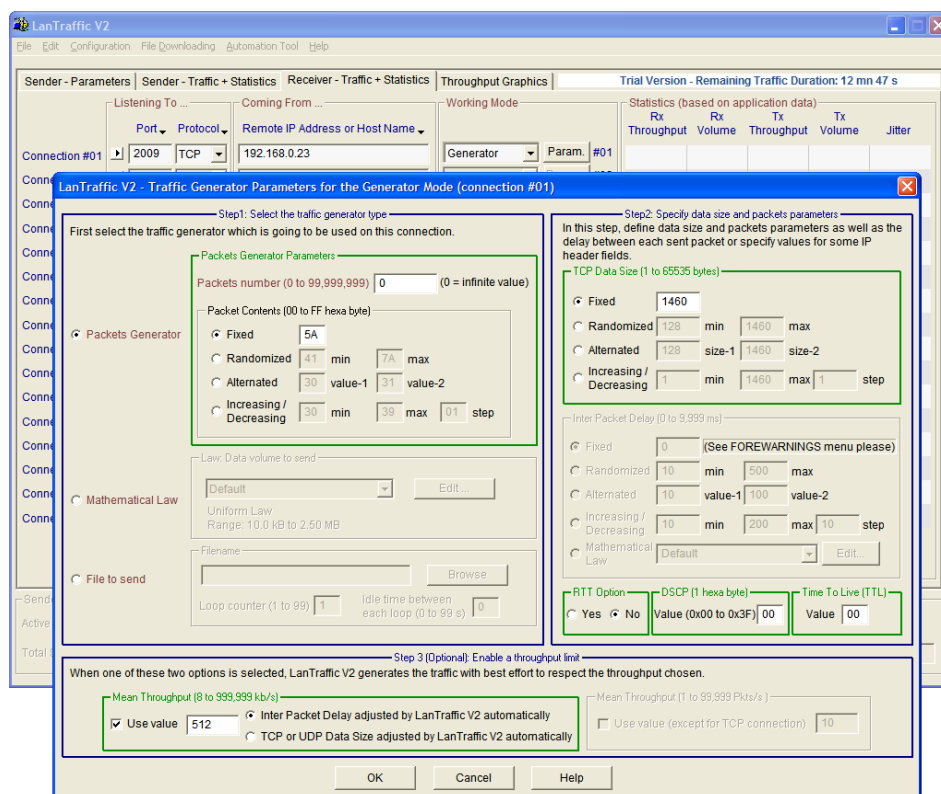 LanTraffic V2
File Edit Configuration File Downloading Automation Tool Help
Sender - Parameters Sender - Traffic + Statistics Receiver - Traffic + Statistics Throughput Graphics Trial Version - Remaining Traffic Duration: 12 mn 47 s
Listening To ... Coming From ... Working Mode Statistics (based on application data)
Port Protocol Remote IP Address or Host Name Rx Throughput Rx Volume Tx Throughput Tx Volume Jitter
Connection #01 2009 TCP 192.168.0.23 Generator Param. #01
Conne
LanTraffic V2 - Traffic Generator Parameters for the Generator Mode (connection #01)
Conne
Conne
Conne
Conne
Conne
Conne
Conne
Conne
Conne
Conne
Conne
Conne
Conne
Conne
Sende
Active
Total S
Step1: Select the traffic generator type
First select the traffic generator which is going to be used on this connection.
Packets Generator
Packets Generator Parameters
Packets number (0 to 99,999,999) 0 (0 = infinite value)
Packet Contents (00 to FF hexa byte)
Fixed 5A
Randomized 41 min 7A max
Alternated 30 value-1 31 value-2
Increasing / Decreasing 30 min 39 max 01 step
Mathematical Law
Law: Data volume to send
Default Edit ...
Uniform Law
Range: 10.0 kB to 2.50 MB
File to send
Filename
Browse
Loop counter (1 to 99) 1 Idle time between each loop (0 to 99 s) 0
Step2: Specify data size and packets parameters
In this step, define data size and packets parameters as well as the
delay between each sent packet or specify values for some IP
header fields.
TCP Data Size (1 to 65535 bytes)
Fixed 1460
Randomized 128 min 1460 max
Alternated 128 size-1 1460 size-2
Increasing / Decreasing 1 min 1460 max 1 step
Inter Packet Delay (0 to 9,999 ms)
Fixed 0 (See FOREWARNINGS menu please)
Randomized 10 min 500 max
Alternated 10 value-1 100 value-2
Increasing / Decreasing 10 min 200 max 10 step
Mathematical Law Default Edit...
RTT Option DSCP (1 hexa byte) Time To Live (TTL)
Yes No Value (0x00 to 0x3F) 00 Value 00
Step 3 (Optional): Enable a throughput limit
When one of these two options is selected, LanTraffic V2 generates the traffic with best effort to respect the throughput chosen.
Mean Throughput (8 to 999,999 kb/s)
Use value 512
Inter Packet Delay adjusted by LanTraffic V2 automatically
TCP or UDP Data Size adjusted by LanTraffic V2 automatically
Mean Throughput (1 to 99,999 Pkts/s )
Use value (except for TCP connection) 10
OK Cancel Help